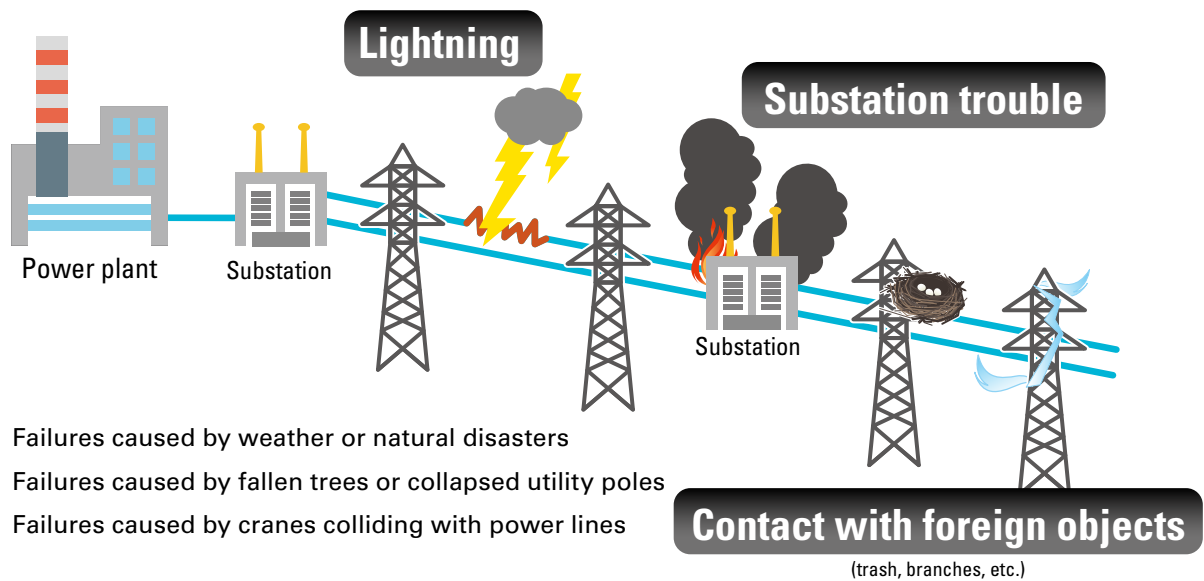 Lightning
Substation trouble
Power plant
Substation
Substation
Failures caused by weather or natural disasters
Failures caused by fallen trees or collapsed utility poles
Failures caused by cranes colliding with power lines
Contact with foreign objects
(trash, branches, etc.)